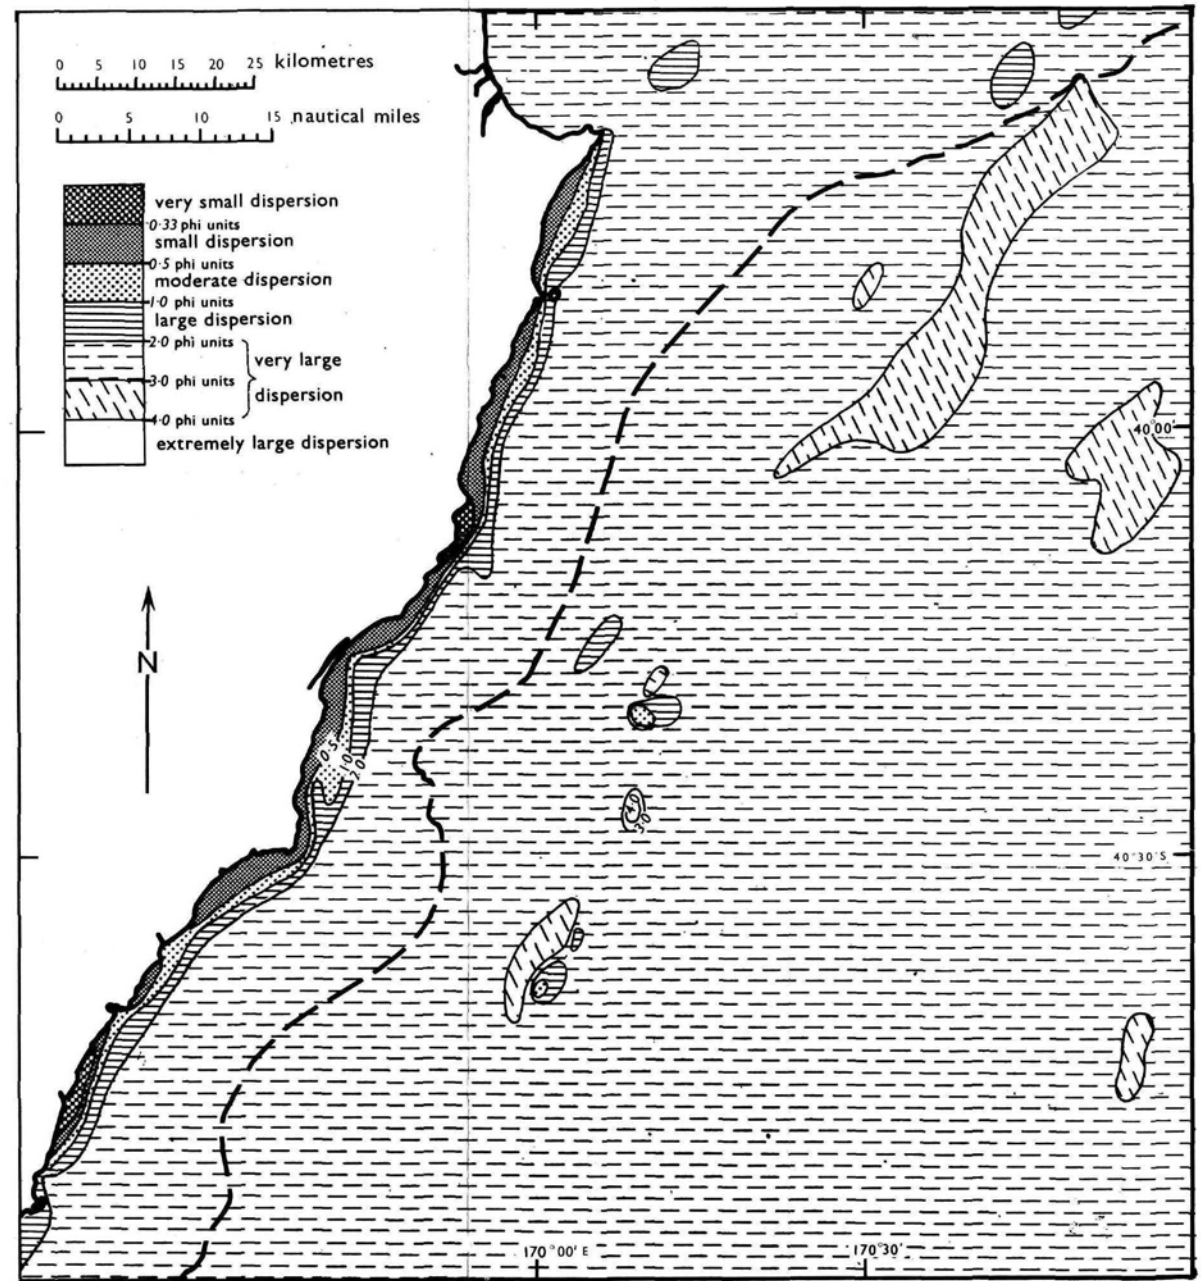 0 5 10 15 20 25 kilometres
0 5 10 15 nautical miles
very small dispersion
0·33 phi units
small dispersion
0·5 phi units
moderate dispersion
1·0 phi units
large dispersion
2·0 phi units
very large
3·0 phi units
dispersion
4·0 phi units
extremely large dispersion
40°00'
N
0·5
1·0
2·0
4·0
3·0
40°30'S
170°00' E
170°30'